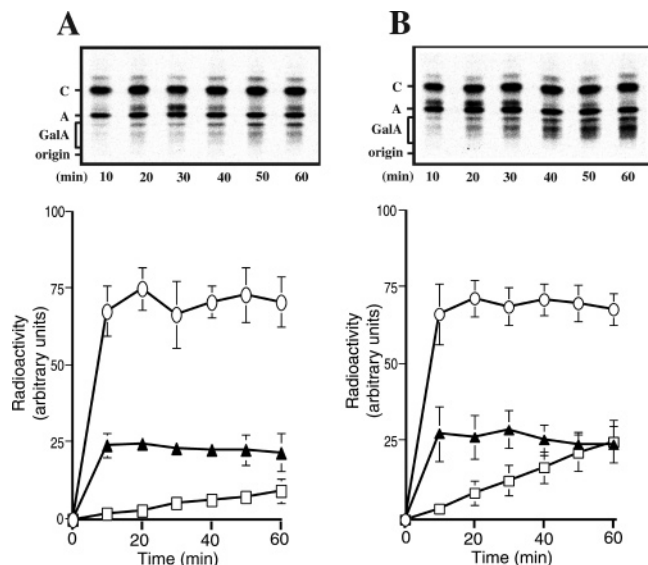 A
B
C
A
GalA
origin
(min) 10 20 30 40 50 60
C
A
GalA
origin
(min) 10 20 30 40 50 60
100
75
50
25
0
Radioactivity
(arbitrary units)
0 20 40 60
Time (min)
100
75
50
25
0
Radioactivity
(arbitrary units)
0 20 40 60
Time (min)